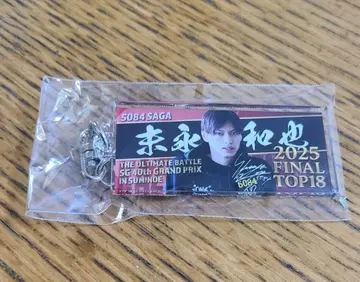 5084 SAGA
末永 和也
THE ULTIMATE BATTLE
SG 40th GRAND PRIX
IN SUMINOE
5084
2025
FINAL
TOP18